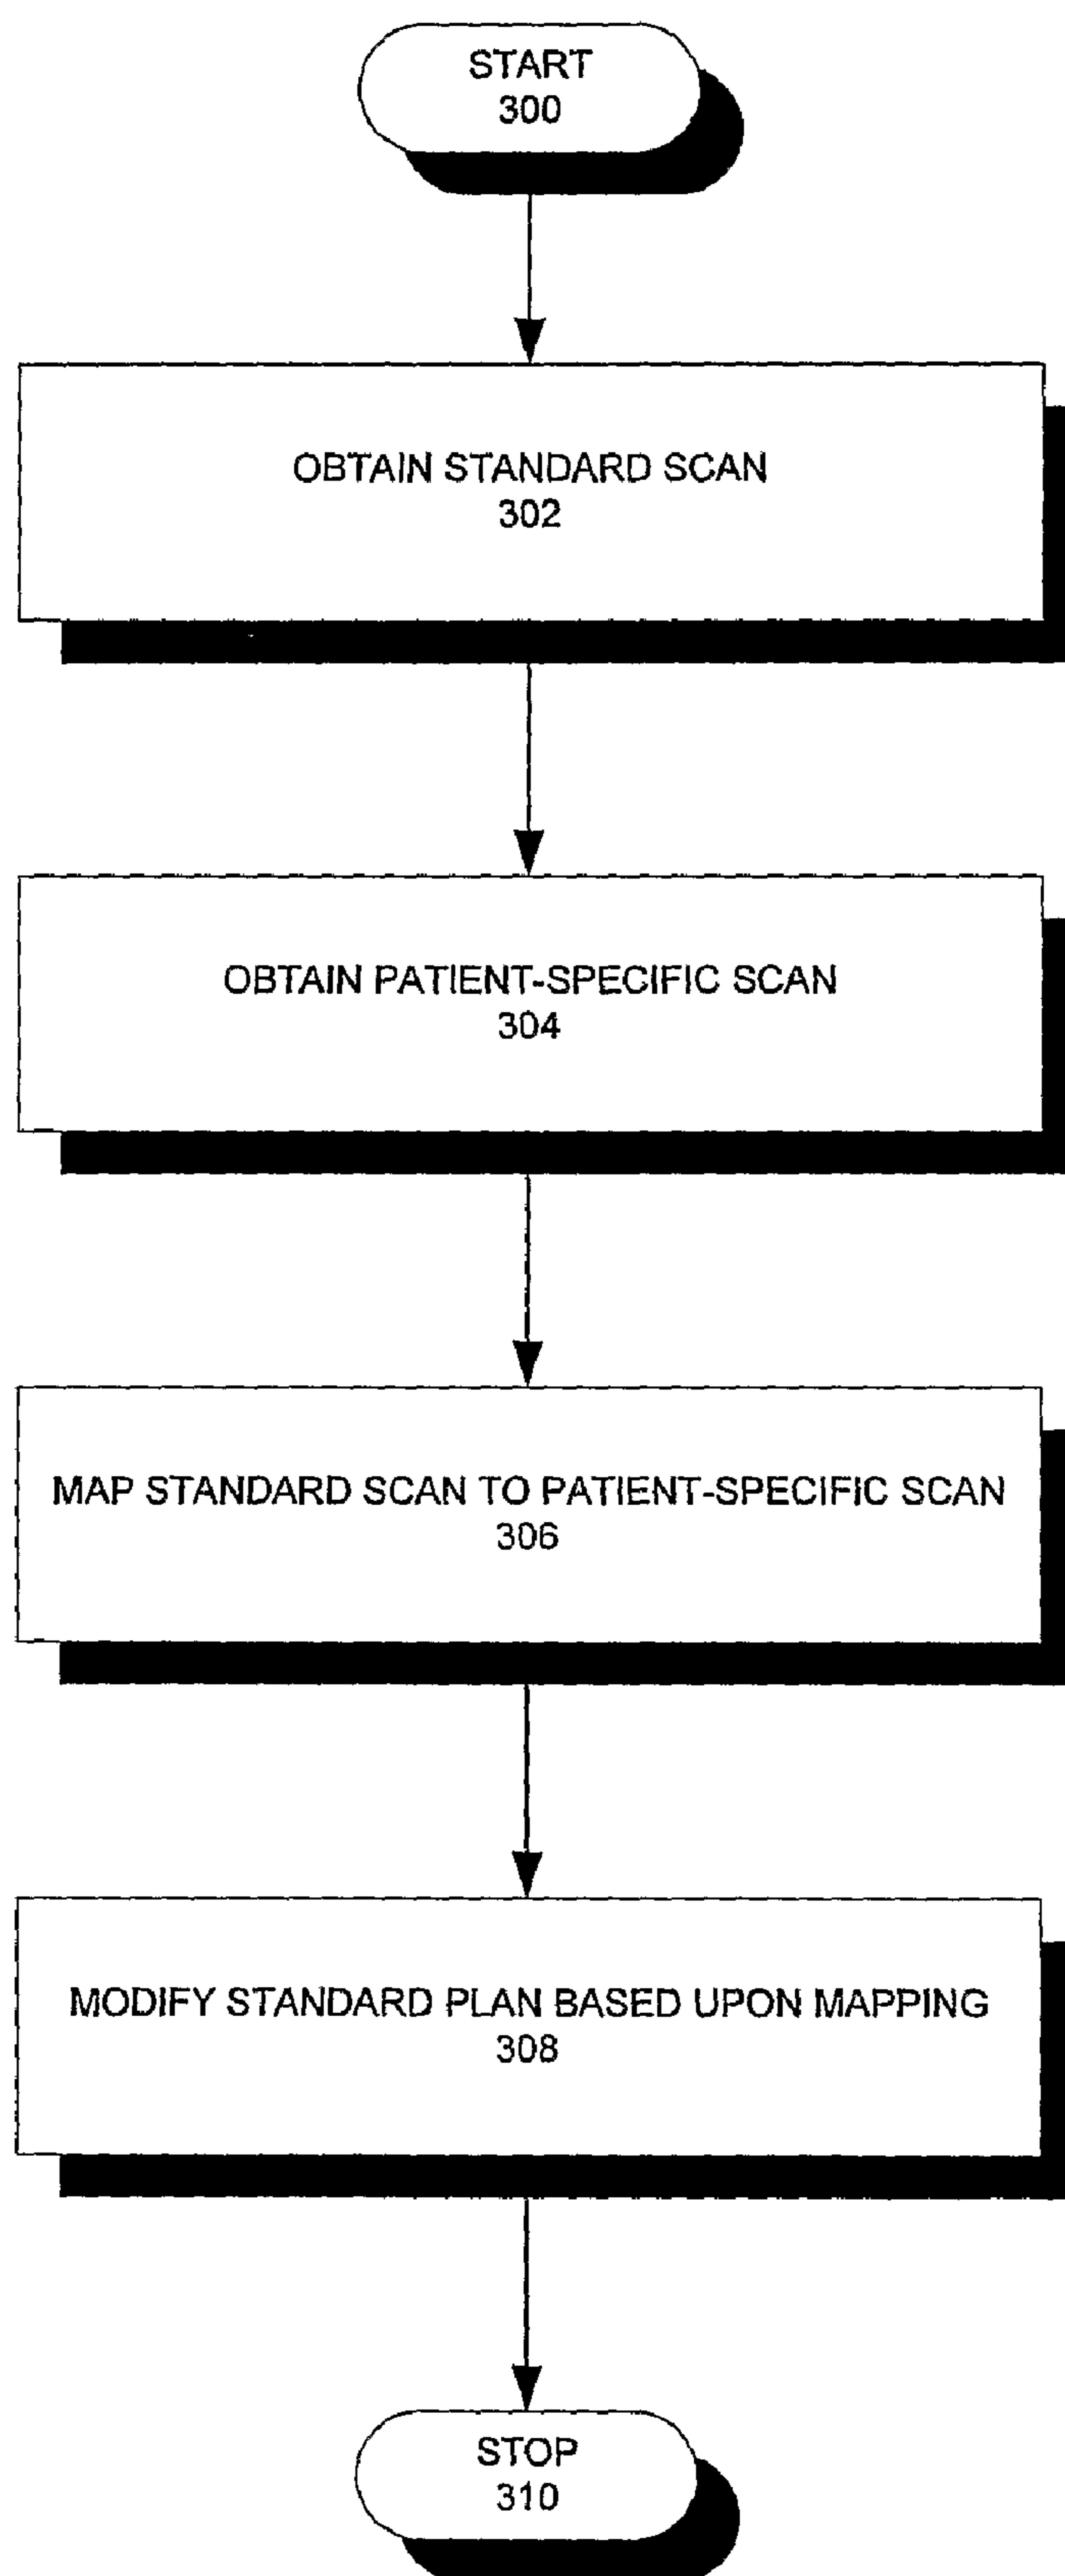 START
300
OBTAIN STANDARD SCAN
302
OBTAIN PATIENT-SPECIFIC SCAN
304
MAP STANDARD SCAN TO PATIENT-SPECIFIC SCAN
306
MODIFY STANDARD PLAN BASED UPON MAPPING
308
STOP
310